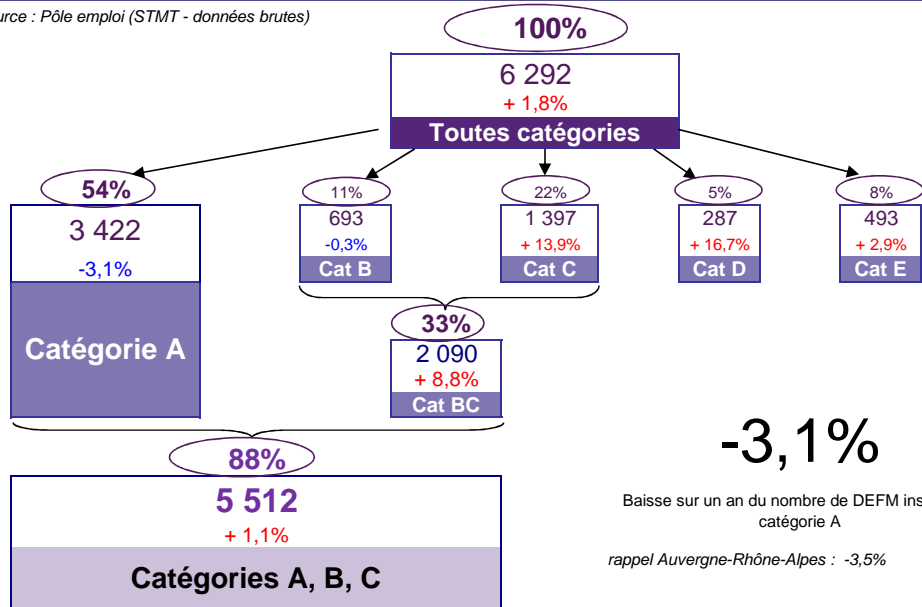 urce : Pôle emploi (STMT - données brutes)
100%
6 292
+ 1,8%
Toutes catégories
54%
3 422
-3,1%
Catégorie A
11%
693
-0,3%
Cat B
22%
1 397
+ 13,9%
Cat C
5%
287
+ 16,7%
Cat D
8%
493
+ 2,9%
Cat E
33%
2 090
+ 8,8%
Cat BC
88%
5 512
+ 1,1%
Catégories A, B, C
-3,1%
Baisse sur un an du nombre de DEFM ins
catégorie A
rappel Auvergne-Rhône-Alpes : -3,5%